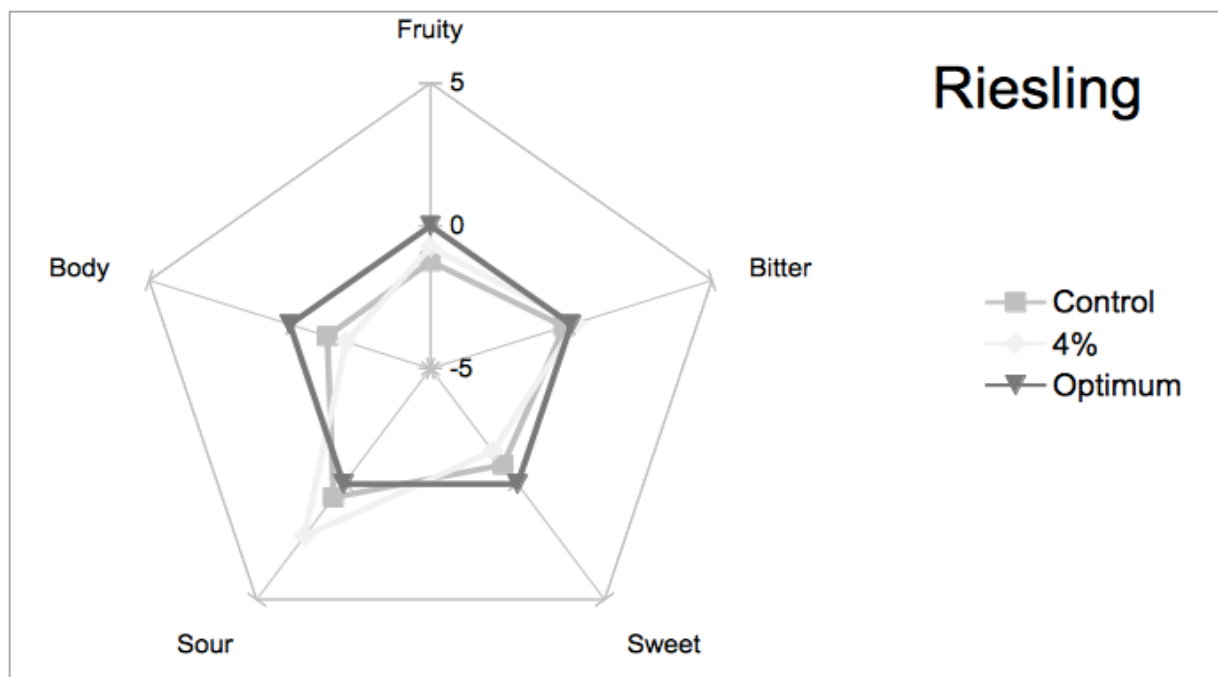 Fruity
5
Riesling
0
Body
Bitter
Control
4%
-5
Optimum
Sour
Sweet